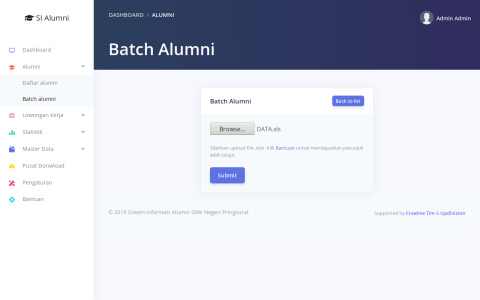 SI Alumni
DASHBOARD / ALUMNI
Admin Admin
Batch Alumni
Dashboard
Alumni
Daftar alumni
Batch alumni
Lowongan Kerja
Statistik
Master Data
Pusat Donwload
Pengaturan
Bantuan
Batch Alumni
Back to list
Browse... DATA.xls
Silahkan upload file .xlsx. Klik Bantuan untuk mendapatkan petunjuk
lebih lanjut.
Submit
© 2019 Sistem Informasi Alumni SMK Negeri Pringsurat
Supported by Creative Tim & Updivision